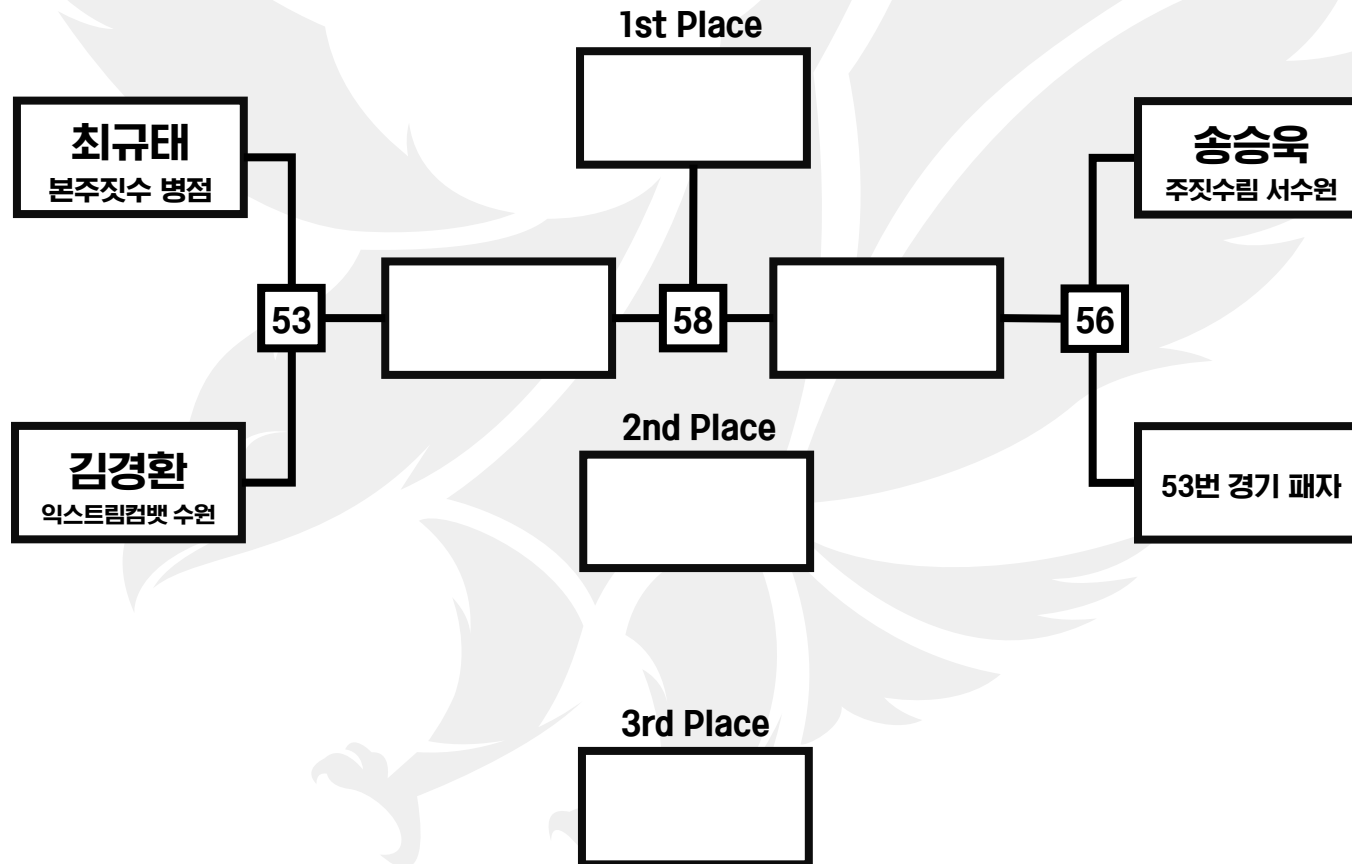 1st Place
최규태
본주짓수 병점
송승욱
주짓수림 서수원
53
58
56
김경환
익스트림컴뱃 수원
2nd Place
53번 경기 패자
3rd Place